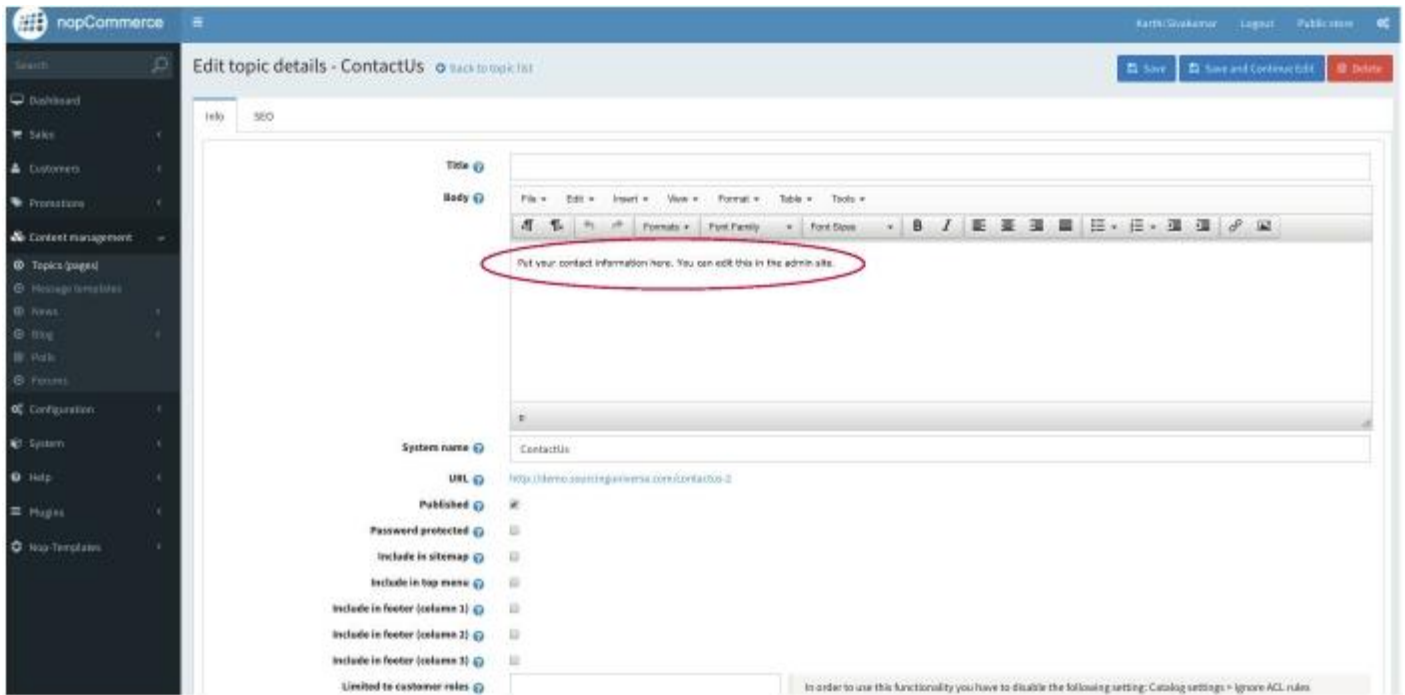 nopCommerce
Karthi Sivakumar Logout Public store
Search
Edit topic details - ContactUs Back to topic list
Save
Save and Continue Edit
Delete
Dashboard
Sales
Customers
Promotions
Content management
Topics (pages)
Message templates
News
Blog
Polls
Forums
Configuration
System
Help
Plugins
Nop-Templates
Info SEO
Title
Body
File Edit Insert View Format Table Tools
Formats Font Family Font Sizes B I
Put your contact information here. You can edit this in the admin site.
p
System name ContactUs
URL
Published
Password protected
Include in sitemap
Include in top menu
Include in footer (column 1)
Include in footer (column 2)
Include in footer (column 3)
Limited to customer roles
In order to use this functionality you have to disable the following setting: Catalog settings > Ignore ACL rules